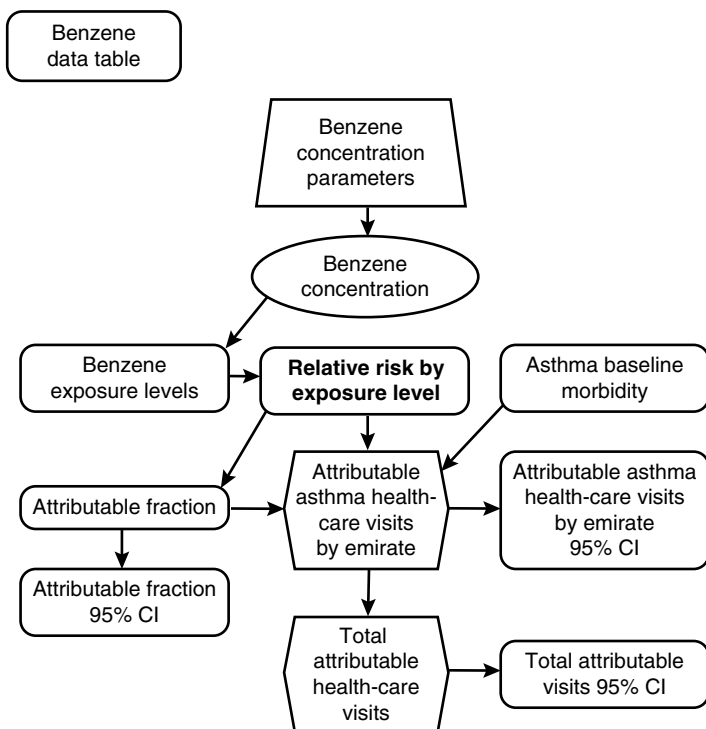 Benzene
data table
Benzene
concentration
parameters
Benzene
concentration
Benzene
exposure levels
Relative risk by
exposure level
Asthma baseline
morbidity
Attributable fraction
Attributable
asthma health-
care visits
by emirate
Attributable asthma
health-care visits
by emirate
95% CI
Attributable fraction
95% CI
Total
attributable
health-care
visits
Total attributable
visits 95% CI